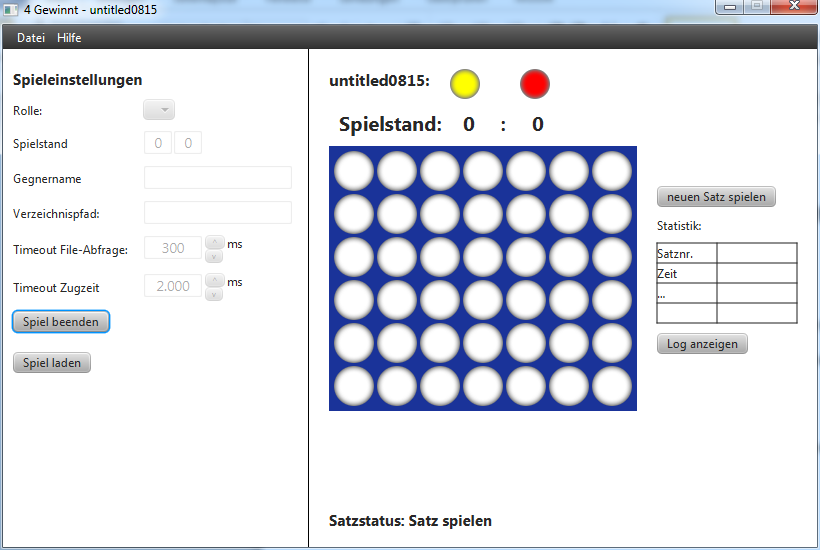 4 Gewinnt - untitled0815
Datei Hilfe
Spieleinstellungen
Rolle:
Spielstand 0 0
Gegnername
Verzeichnispfad:
Timeout File-Abfrage: 300 ms
Timeout Zugzeit 2.000 ms
Spiel beenden
Spiel laden
untitled0815:
Spielstand: 0 : 0
neuen Satz spielen
Statistik:
Satznr.
Zeit
...
Log anzeigen
Satzstatus: Satz spielen